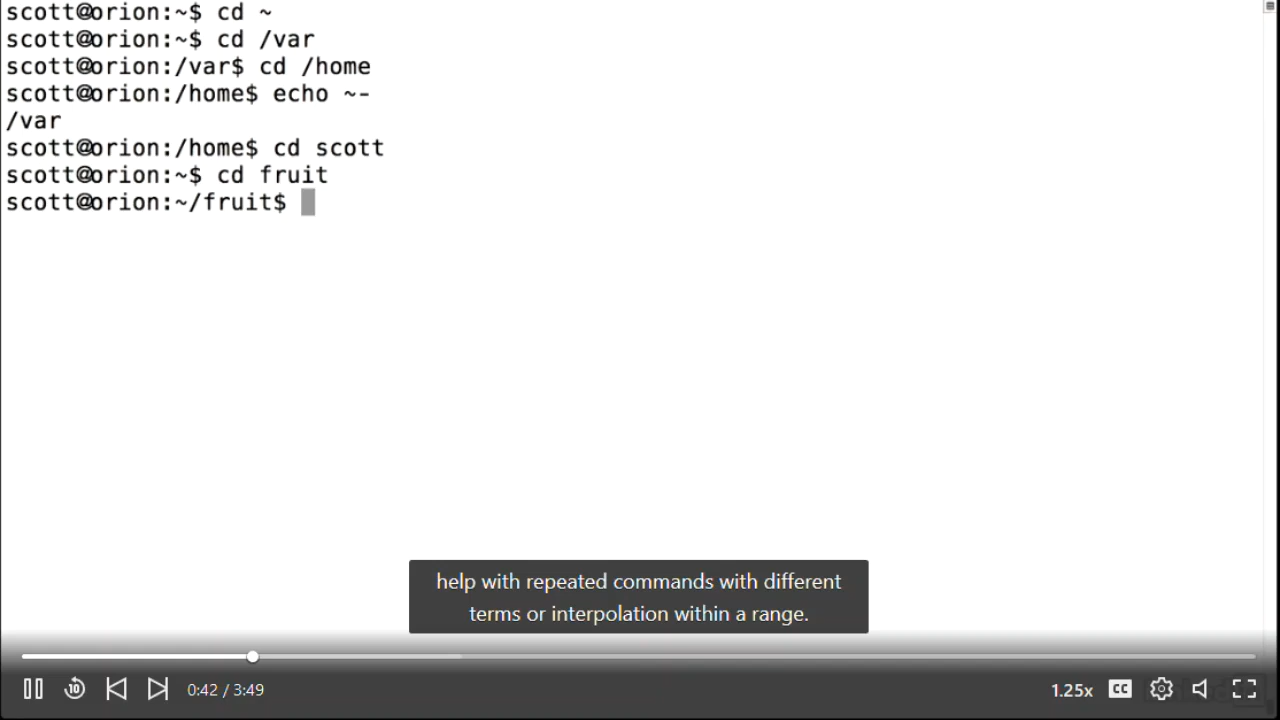 scott@orion:~$ cd ~
scott@orion:~$ cd /var
scott@orion:/var$ cd /home
scott@orion:/home$ echo ~-
/var
scott@orion:/home$ cd scott
scott@orion:~$ cd fruit
scott@orion:~/fruit$
help with repeated commands with different
terms or interpolation within a range.
10
0:42 / 3:49
1.25x
CC